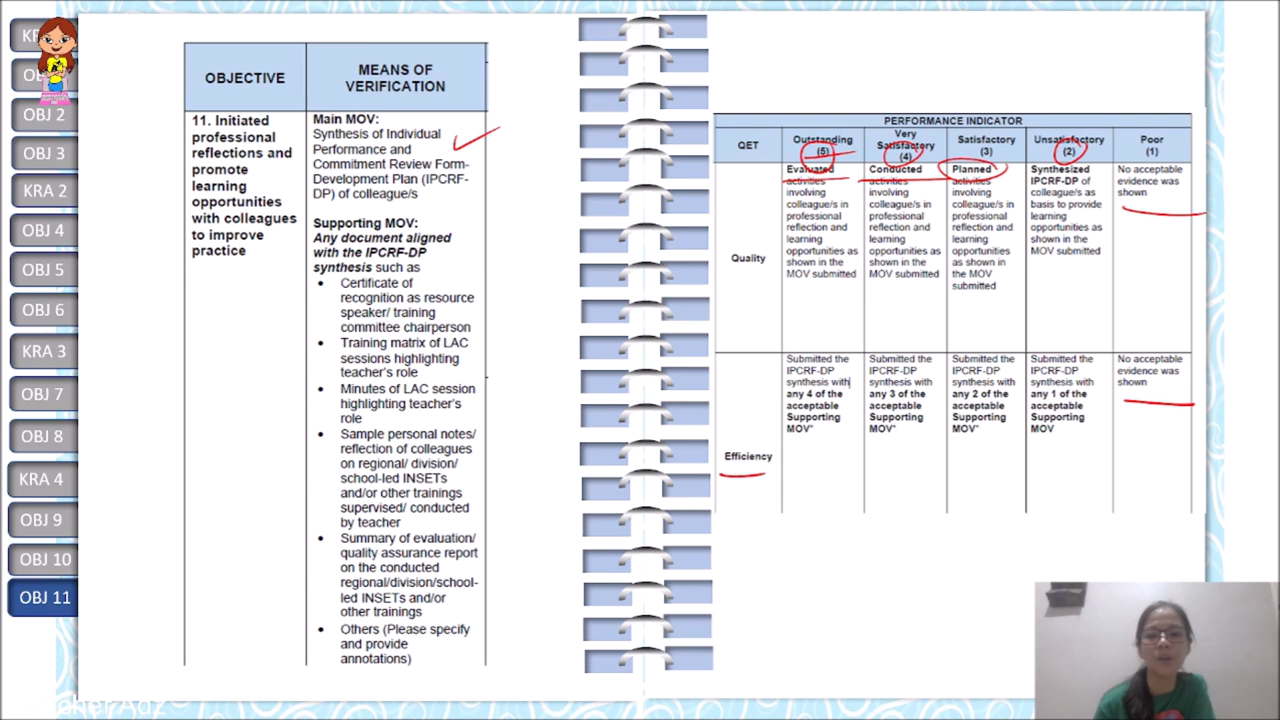 KR
OB
OBJ 2
OBJ 3
KRA 2
OBJ 4
OBJ 5
OBJ 6
KRA 3
OBJ 7
OBJ 8
KRA 4
OBJ 9
OBJ 10
OBJ 11
OBJECTIVE
MEANS OF
VERIFICATION
11. Initiated
professional
reflections and
promote
learning
opportunities
with colleagues
to improve
practice
Main MOV:
Synthesis of Individual
Performance and
Commitment Review Form-
Development Plan (IPCRF-
DP) of colleague/s
Supporting MOV:
Any document aligned
with the IPCRF-DP
synthesis such as
• Certificate of
recognition as resource
speaker/ training
committee chairperson
• Training matrix of LAC
sessions highlighting
teacher's role
• Minutes of LAC session
highlighting teacher's
role
• Sample personal notes/
reflection of colleagues
on regional/ division/
school-led INSETs
and/or other trainings
supervised/ conducted
by teacher
• Summary of evaluation/
quality assurance report
on the conducted
regional/division/school-
led INSETs and/or
other trainings
• Others (Please specify
and provide
annotations)
PERFORMANCE INDICATOR
QET
Outstanding
(5)
Very
Satisfactory
(4)
Satisfactory
(3)
Unsatisfactory
(2)
Poor
(1)
Quality
Evaluated
activities
involving
colleague/s in
professional
reflection and
learning
opportunities as
shown in the
MOV submitted
Conducted
activities
involving
colleague/s in
professional
reflection and
learning
opportunities as
shown in the
MOV submitted
Planned
activities
involving
colleague/s in
professional
reflection and
learning
opportunities
as shown in
the MOV
submitted
Synthesized
IPCRF-DP of
colleague/s as
basis to provide
learning
opportunities as
shown in the
MOV submitted
No acceptable
evidence was
shown
Efficiency
Submitted the
IPCRF-DP
synthesis with
any 4 of the
acceptable
Supporting
MOV*
Submitted the
IPCRF-DP
synthesis with
any 3 of the
acceptable
Supporting
MOV*
Submitted the
IPCRF-DP
synthesis with
any 2 of the
acceptable
Supporting
MOV*
Submitted the
IPCRF-DP
synthesis with
any 1 of the
acceptable
Supporting
MOV
No acceptable
evidence was
shown